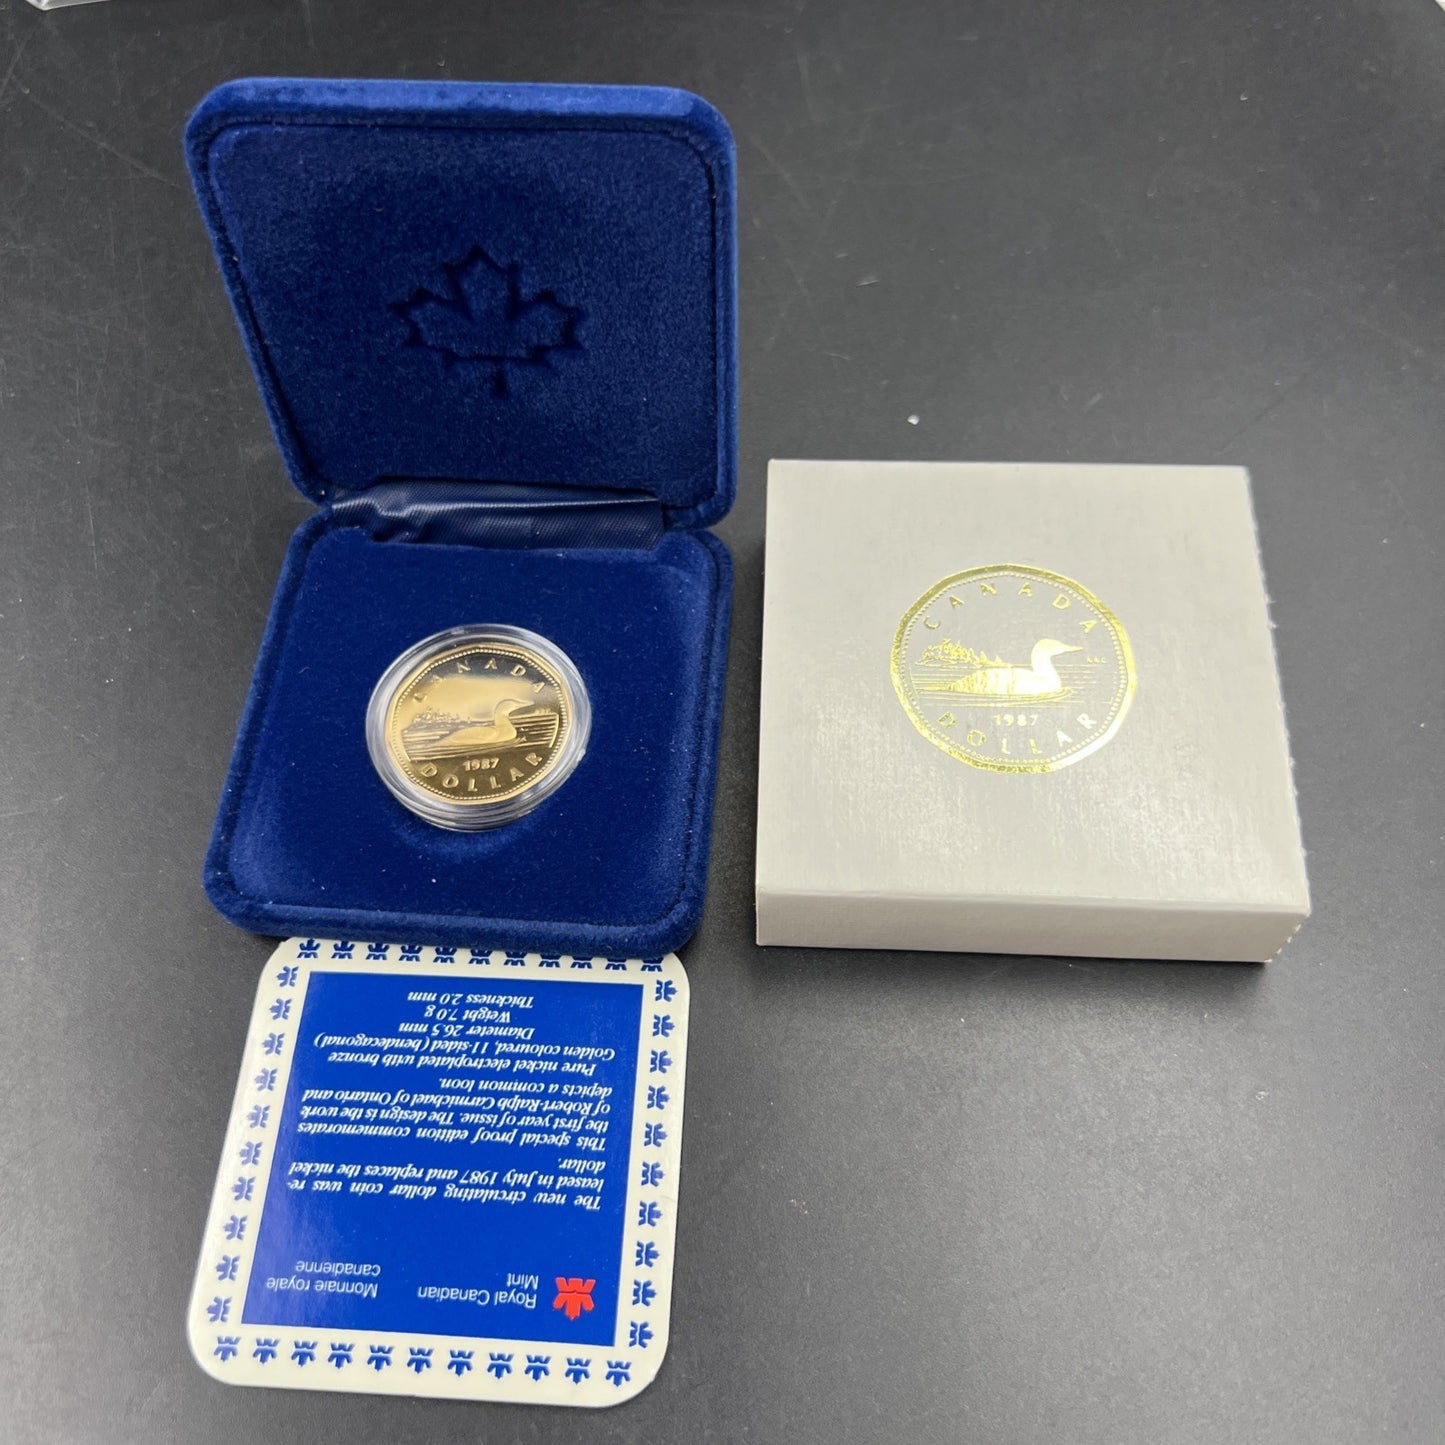 CANADA
1987
DOLLAR
CANADA
RRC
1987
DOLLAR
Royal Canadian
Mint
Monnaie royale
canadienne
The new circulating dollar coin was re-
leased in July 1987 and replaces the nickel
dollar.
This special proof edition commemorates
the first year of issue. The design is the work
of Robert-Ralph Carmichael of Ontario and
depicts a common loon.
Pure nickel electroplated with bronze
Golden coloured, 11-sided (hendecagonal)
Diameter 26.5 mm
Weight 7.0 g
Thickness 2.0 mm